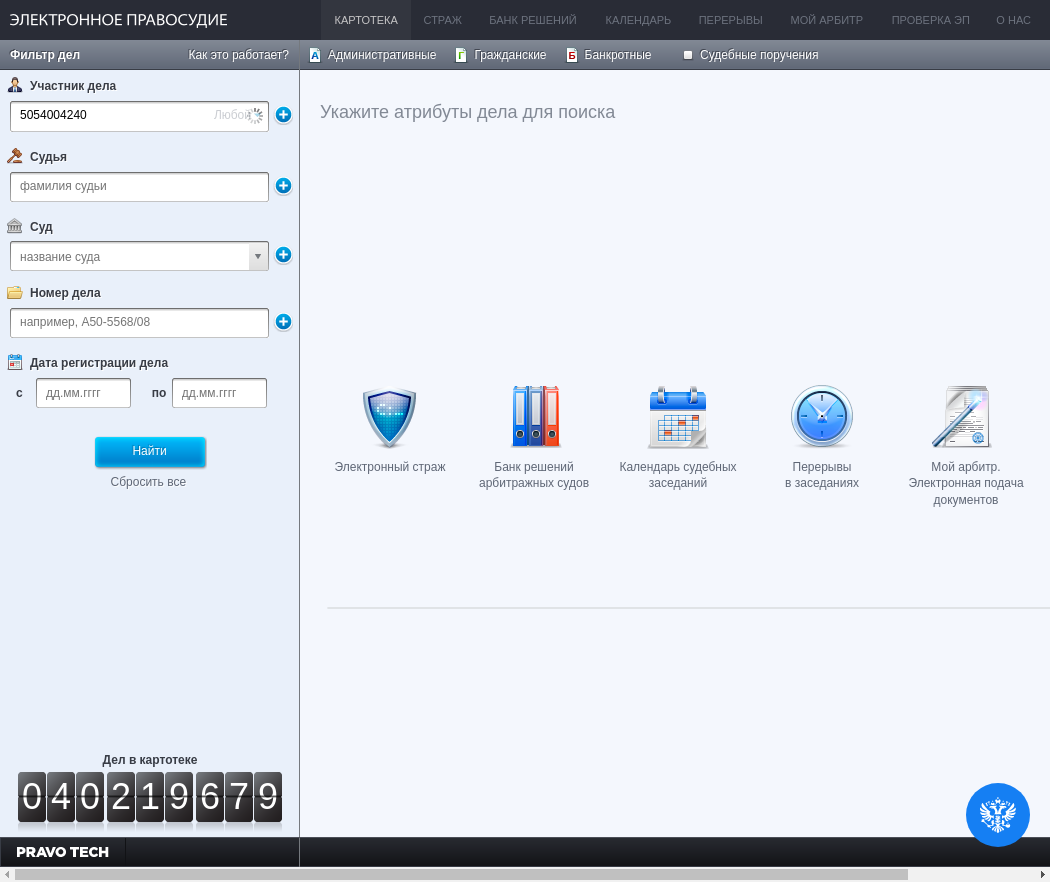 ЭЛЕКТРОННОЕ ПРАВОСУДИЕ
КАРТОТЕКА СТРАЖ БАНК РЕШЕНИЙ КАЛЕНДАРЬ ПЕРЕРЫВЫ МОЙ АРБИТР ПРОВЕРКА ЭП О НАС
Фильтр дел Как это работает?
А Административные Г Гражданские Б Банкротные Судебные поручения
Участник дела
5054004240 Любой
Судья
фамилия судьи
Суд
название суда
Номер дела
например, А50-5568/08
Дата регистрации дела
с дд.мм.гггг по дд.мм.гггг
Найти
Сбросить все
Укажите атрибуты дела для поиска
Электронный страж
Банк решений
арбитражных судов
Календарь судебных
заседаний
Перерывы
в заседаниях
Мой арбитр.
Электронная подача
документов
Дел в картотеке
040219679
PRAVO TECH